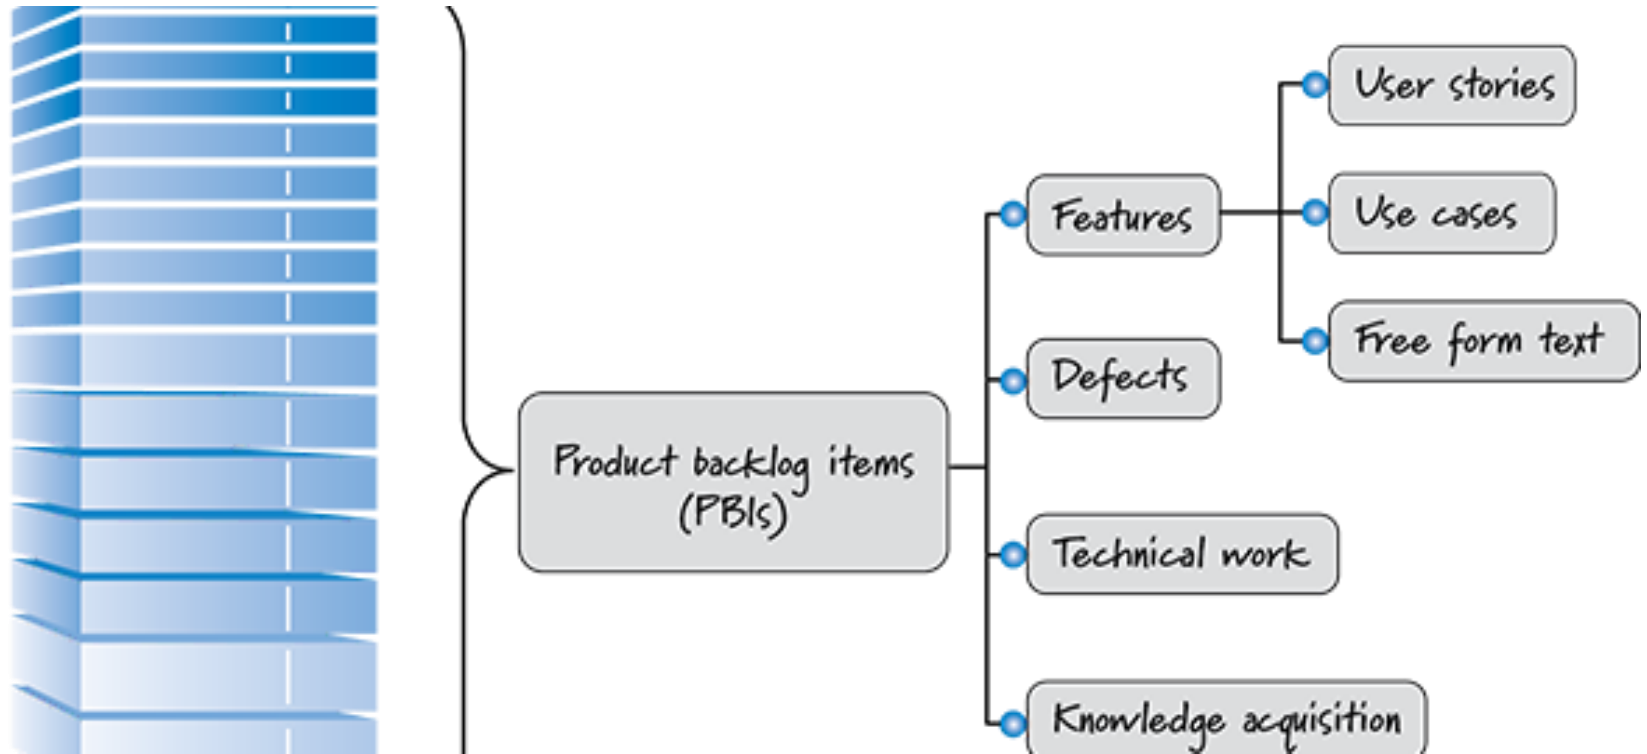 User stories
Features
Use cases
Free form text
Defects
Product backlog items
(PBIs)
Technical work
Knowledge acquisition